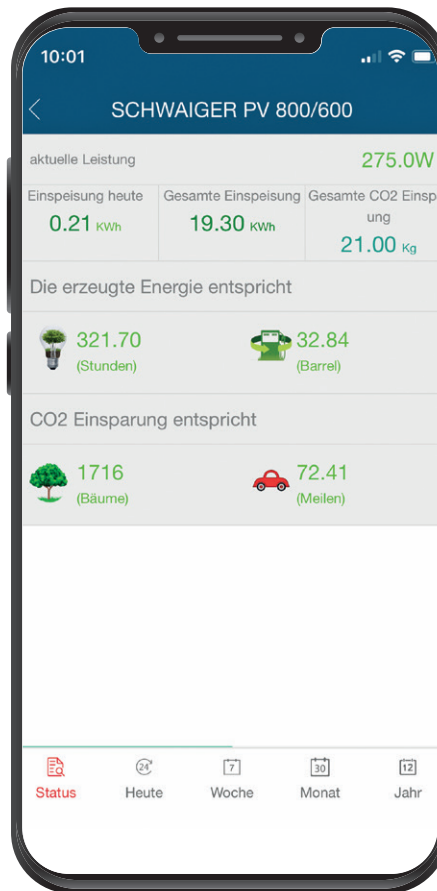 10:01
SCHWAIGER PV 800/600
aktuelle Leistung 275.0W
Einspeisung heute Gesamte Einspeisung Gesamte CO2 Einsp
ung
0.21 KWh 19.30 KWh
21.00 Kg
Die erzeugte Energie entspricht
321.70 32.84
(Stunden) (Barrel)
CO2 Einsparung entspricht
1716 72.41
(Bäume) (Meilen)
24 7 30 12
Status Heute Woche Monat Jahr